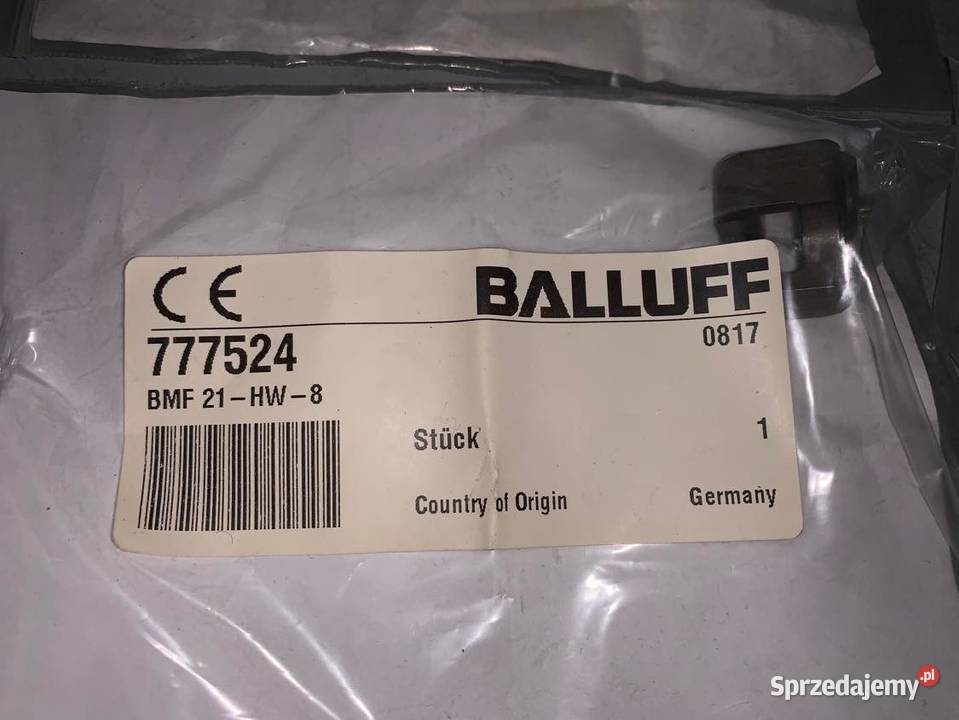 CE BALLUFF
777524 0817
BMF 21-HW-8
Stück 1
Country of Origin Germany
Sprzedajemy.pl